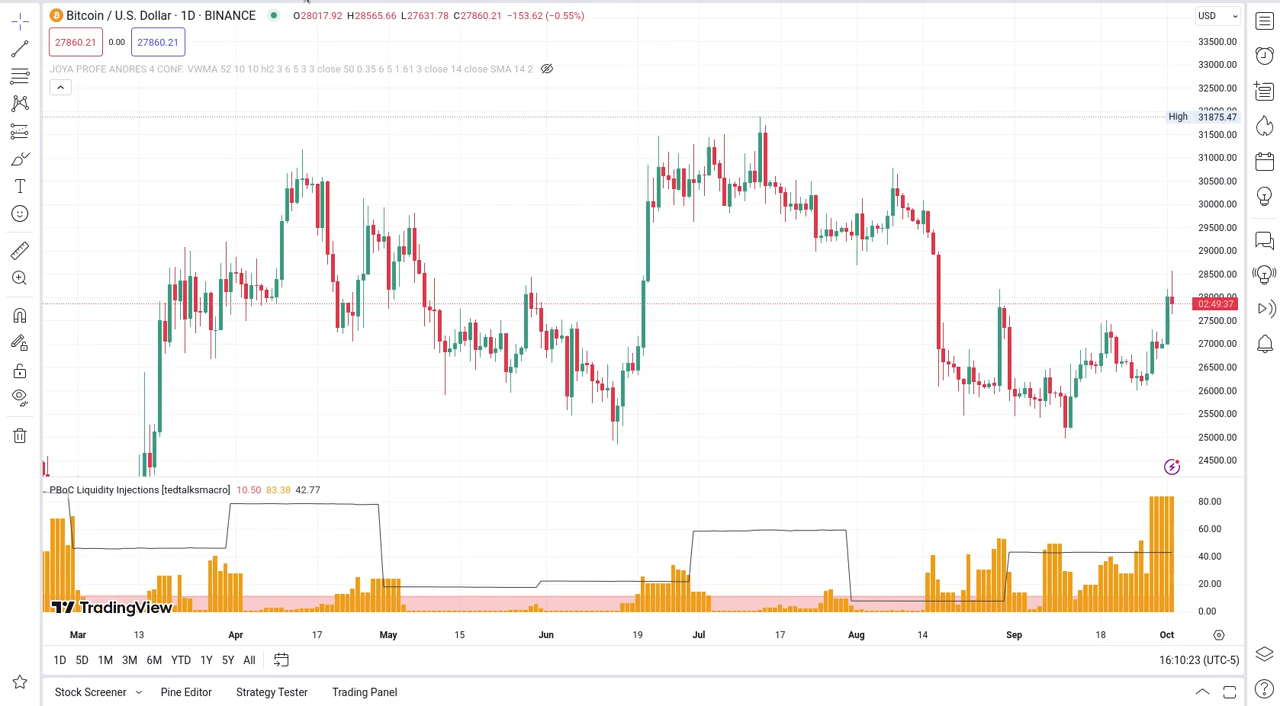 Bitcoin / U.S. Dollar · 1D · BINANCE
O28017.92 H28565.66 L27631.78 C27860.21 −153.62 (−0.55%)
USD
27860.21 0.00 27860.21
JOYA PROFE ANDRES 4 CONF. VWMA 52 10 10 hl2 3 6 5 3 3 close 50 0.35 6 5 1.61 3 close 14 close SMA 14 2
33500.00
33000.00
32500.00
32000.00
High 31875.47
31500.00
31000.00
30500.00
30000.00
29500.00
29000.00
28500.00
28000.00
02:49:37
27500.00
27000.00
26500.00
26000.00
25500.00
25000.00
24500.00
PBoC Liquidity Injections [tedtalksmacro] 10.50 83.38 42.77
80.00
60.00
40.00
20.00
0.00
TradingView
Mar 13 Apr 17 May 15 Jun 19 Jul 17 Aug 14 Sep 18 Oct
1D 5D 1M 3M 6M YTD 1Y 5Y All
16:10:23 (UTC-5)
Stock Screener Pine Editor Strategy Tester Trading Panel